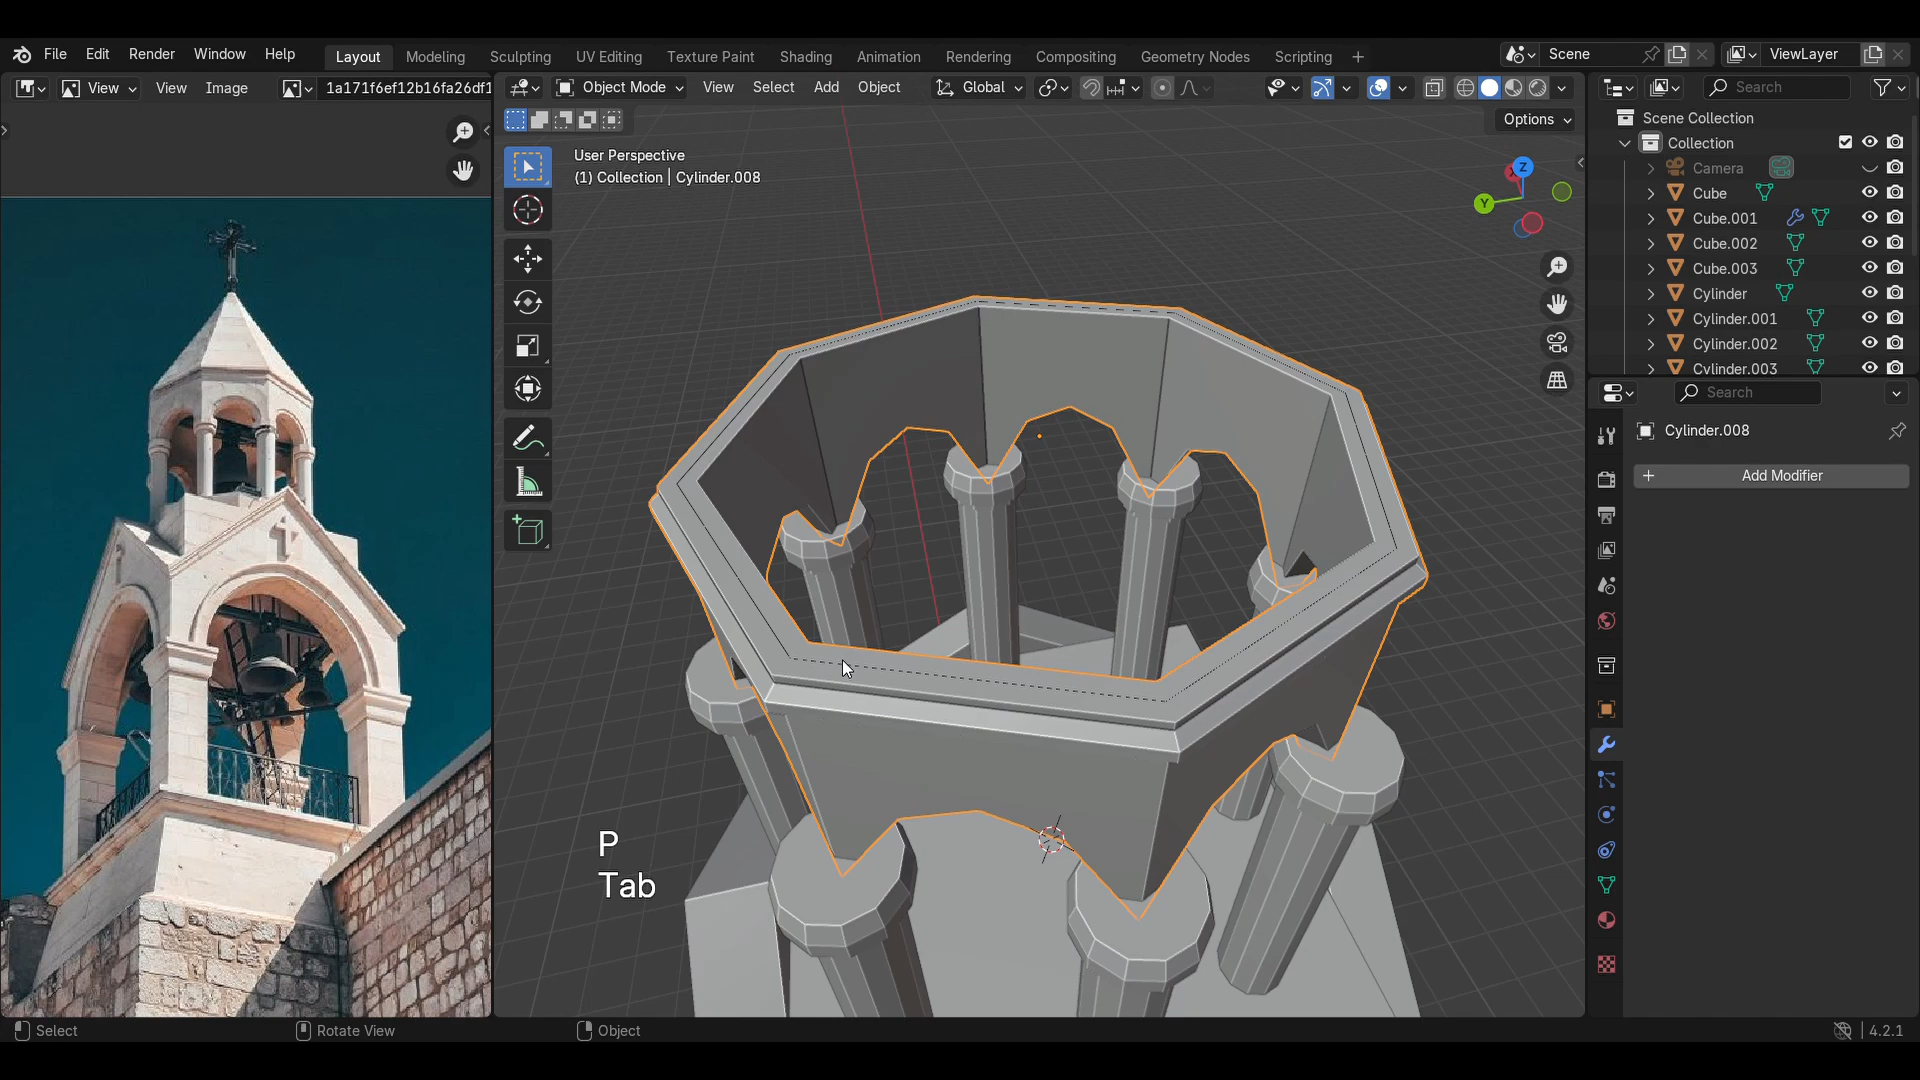 File Edit Render Window Help Layout Modeling Sculpting UV Editing Texture Paint Shading Animation Rendering Compositing Geometry Nodes Scripting + Scene ViewLayer
View View Image 1a171f6ef12b16fa26df1 Object Mode View Select Add Object Global Search
Options
User Perspective
(1) Collection | Cylinder.008
Z
Y
Scene Collection
Collection
Camera
Cube
Cube.001
Cube.002
Cube.003
Cylinder
Cylinder.001
Cylinder.002
Cylinder.003
Search
Cylinder.008
+ Add Modifier
P
Tab
Select Rotate View Object 4.2.1